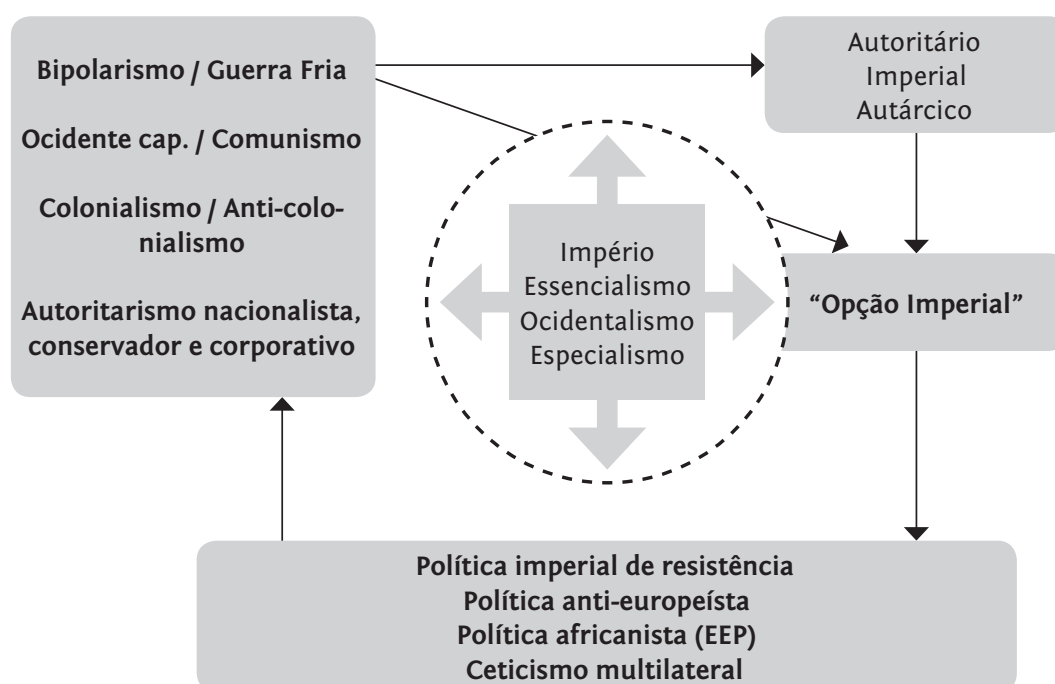 Bipolarismo / Guerra Fria
Ocidente cap. / Comunismo
Colonialismo / Anti-colo-
nialismo
Autoritarismo nacionalista,
conservador e corporativo
Autoritário
Imperial
Autárcico
Império
Essencialismo
Ocidentalismo
Especialismo
“Opção Imperial”
Política imperial de resistência
Política anti-europeísta
Política africanista (EEP)
Ceticismo multilateral